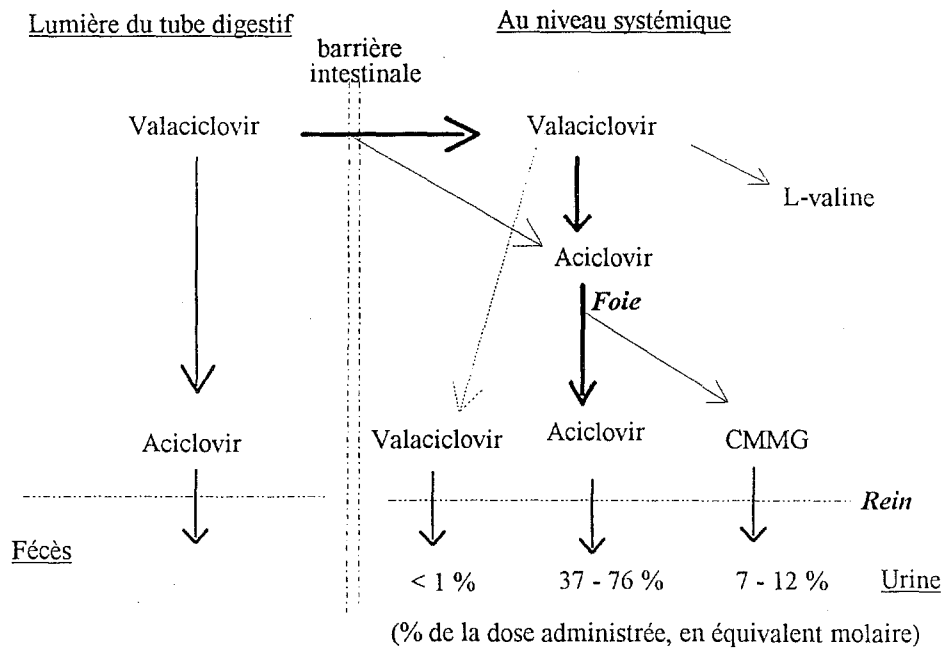 Lumière du tube digestif
Au niveau systémique
barrière
intestinale
Valaciclovir
Valaciclovir
L-valine
Aciclovir
Foie
Aciclovir
Valaciclovir
Aciclovir
CMMG
Rein
Fécès
< 1 %
37 - 76 %
7 - 12 %
Urine
(% de la dose administrée, en équivalent molaire)